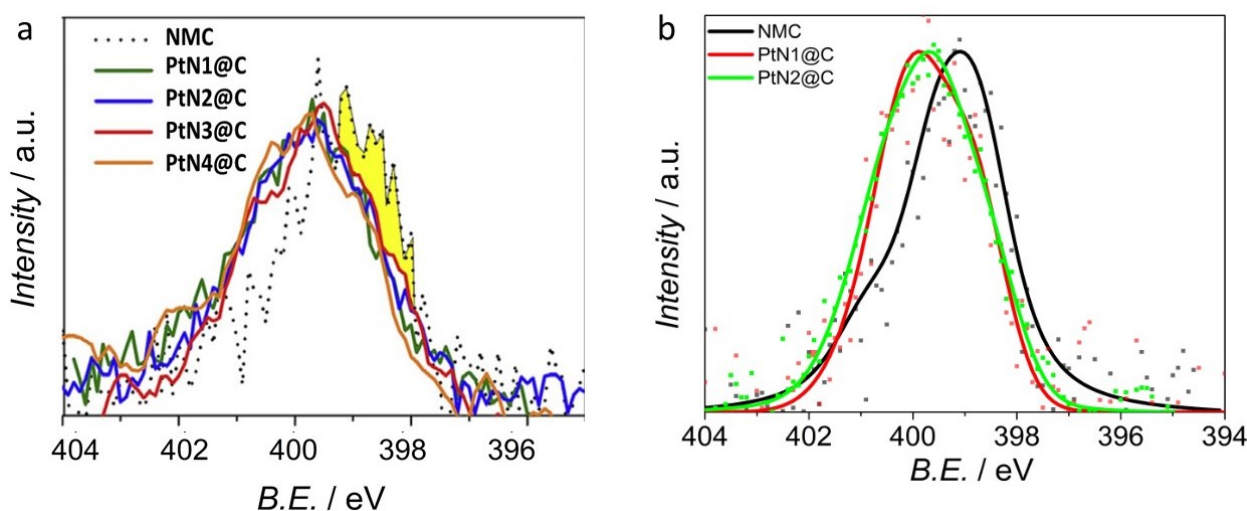 a
NMC
PtN1@C
PtN2@C
PtN3@C
PtN4@C
Intensity / a.u.
404 402 400 398 396
B.E. / eV
b
NMC
PtN1@C
PtN2@C
Intensity / a.u.
404 402 400 398 396 394
B.E. / eV